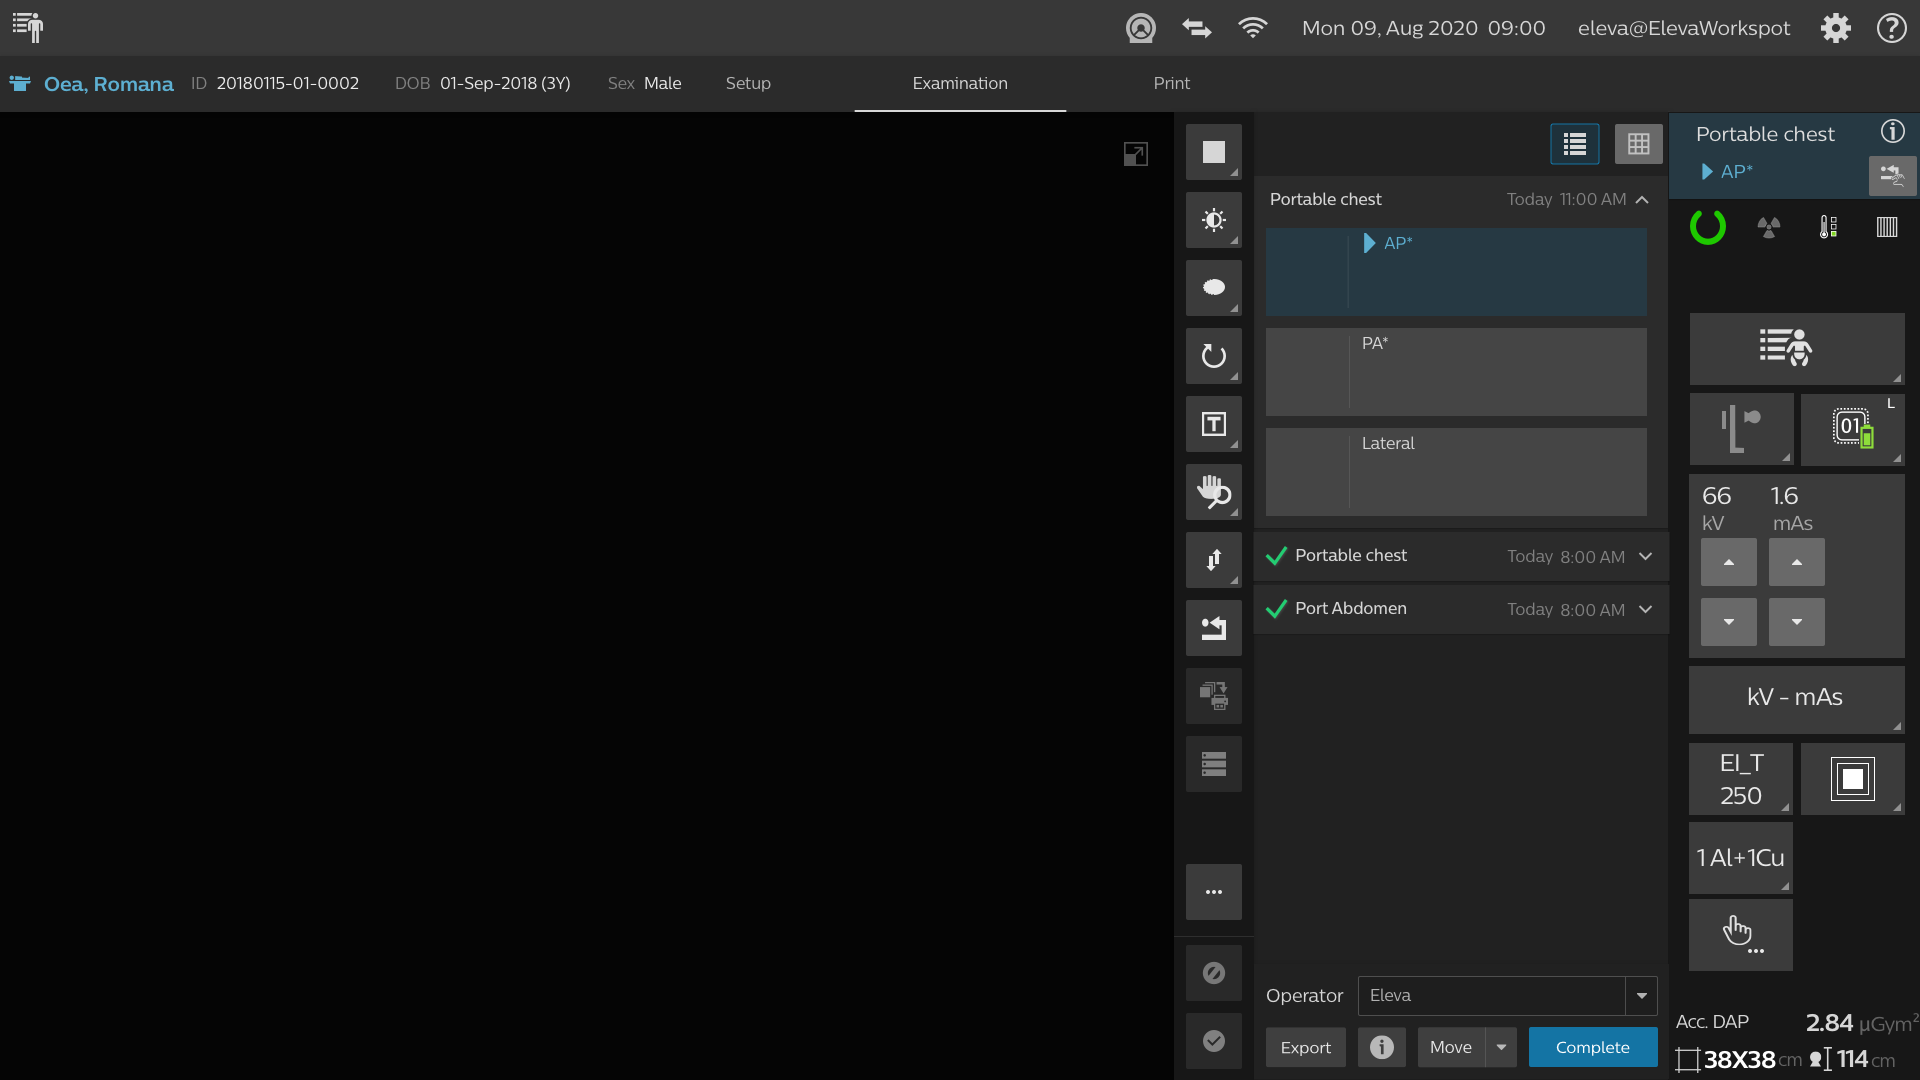 Mon 09, Aug 2020 09:00 eleva@ElevaWorkspot
Oea, Romana ID 20180115-01-0002 DOB 01-Sep-2018 (3Y) Sex Male Setup Examination Print
Portable chest
AP*
Portable chest Today 11:00 AM
AP*
PA*
Lateral
Portable chest Today 8:00 AM
Port Abdomen Today 8:00 AM
T
Operator Eleva
Export Move Complete
L
01
66 1.6
kV mAs
kV - mAs
EI_T
250
1 Al+1Cu
Acc. DAP 2.84 µGym²
38X38 cm 114 cm